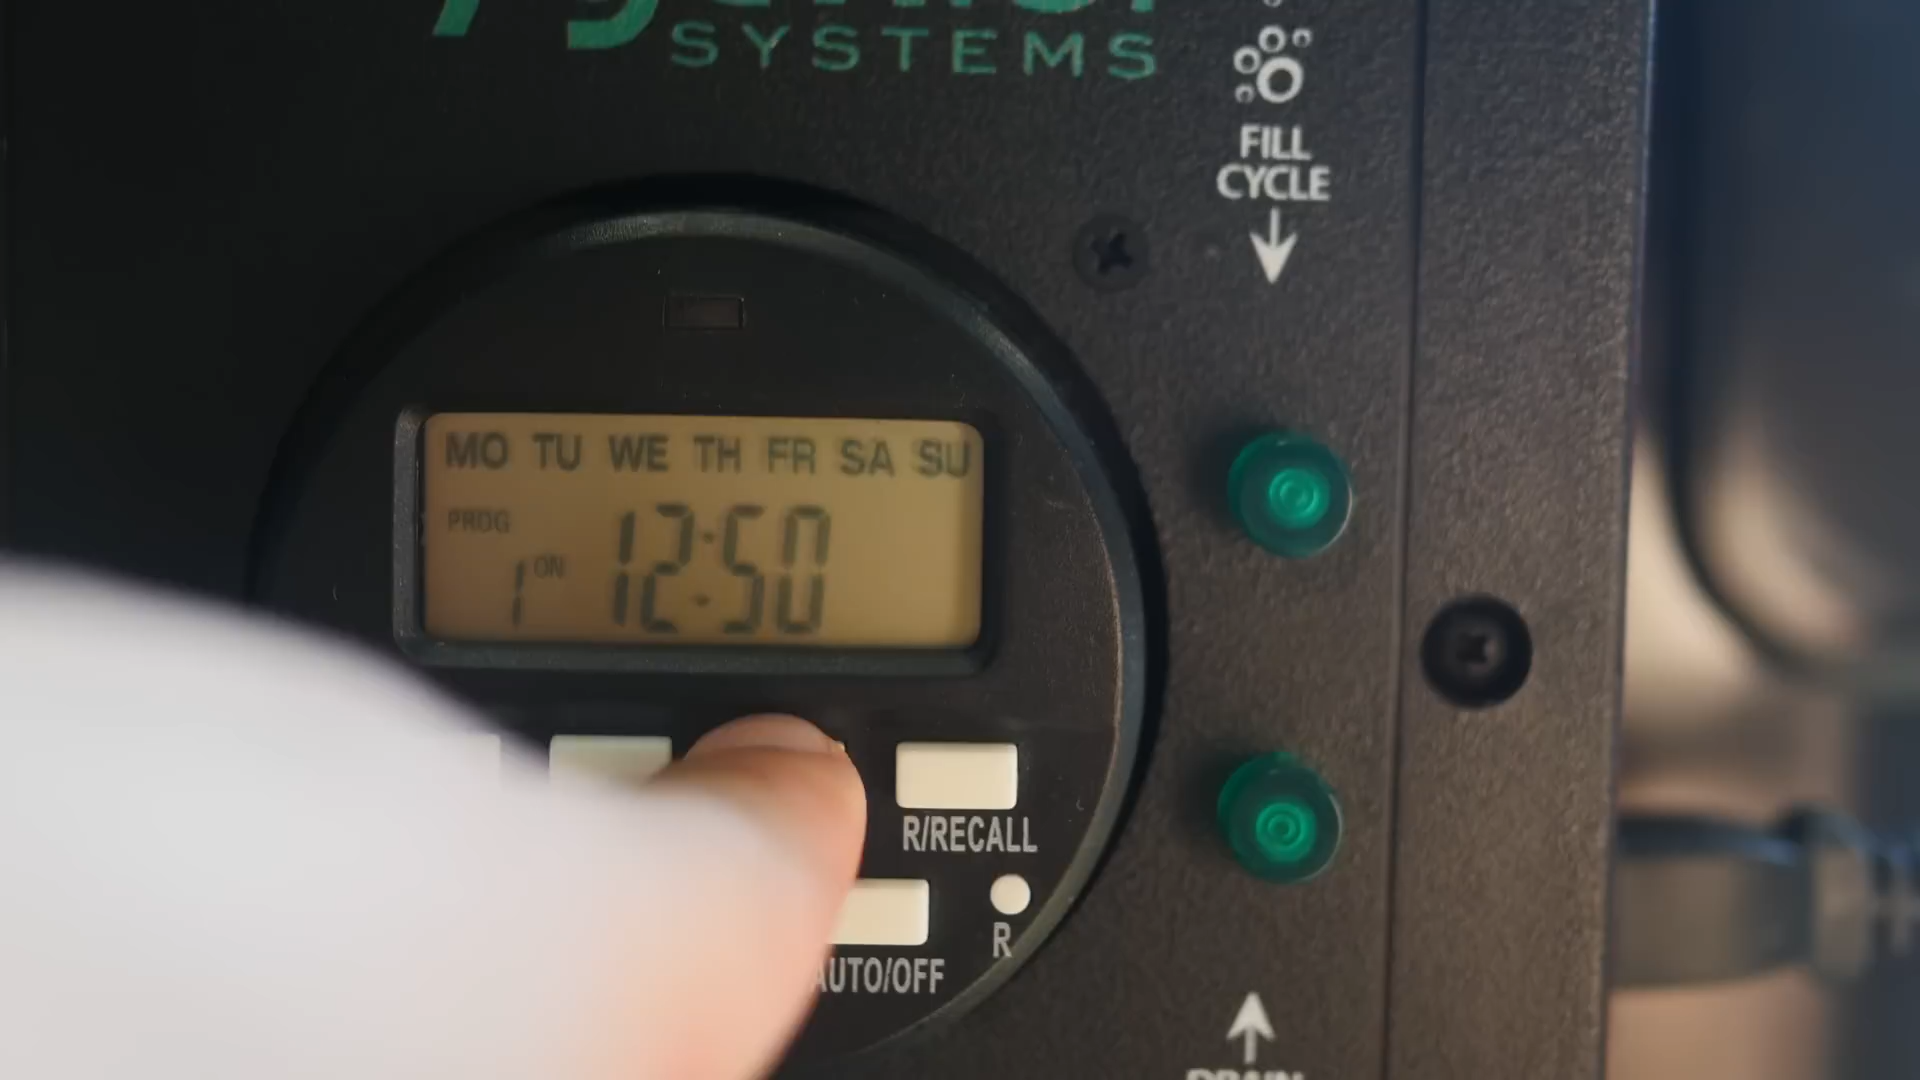 SYSTEMS
FILL
CYCLE
MO TU WE TH FR SA SU
PROG
1 ON 12:50
R/RECALL
R
AUTO/OFF